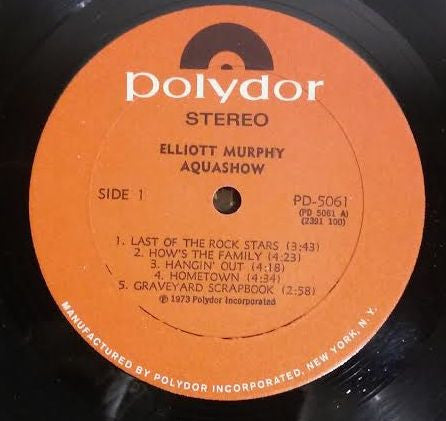 polydor
STEREO
ELLIOTT MURPHY
AQUASHOW
SIDE 1
PD-5061
(PD 5061 A)
(2391 100)
1. LAST OF THE ROCK STARS (3:43)
2. HOW'S THE FAMILY (4:23)
3. HANGIN' OUT (4:18)
4. HOMETOWN (4:34)
5. GRAVEYARD SCRAPBOOK (2:58)
℗ 1973 Polydor Incorporated
MANUFACTURED BY POLYDOR INCORPORATED, NEW YORK, N. Y.